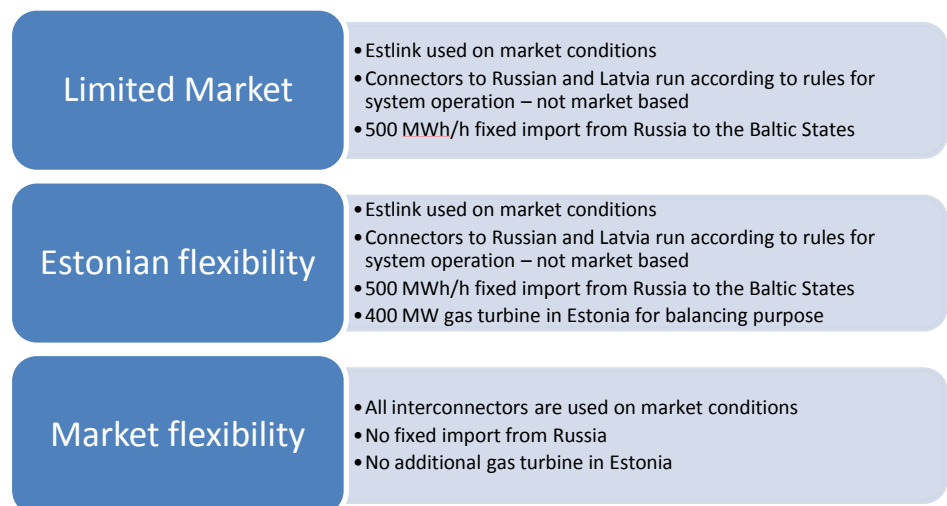 Limited Market
•Estlink used on market conditions
•Connectors to Russian and Latvia run according to rules for
system operation – not market based
•500 MWh/h fixed import from Russia to the Baltic States
Estonian flexibility
•Estlink used on market conditions
•Connectors to Russian and Latvia run according to rules for
system operation – not market based
•500 MWh/h fixed import from Russia to the Baltic States
•400 MW gas turbine in Estonia for balancing purpose
Market flexibility
•All interconnectors are used on market conditions
•No fixed import from Russia
•No additional gas turbine in Estonia